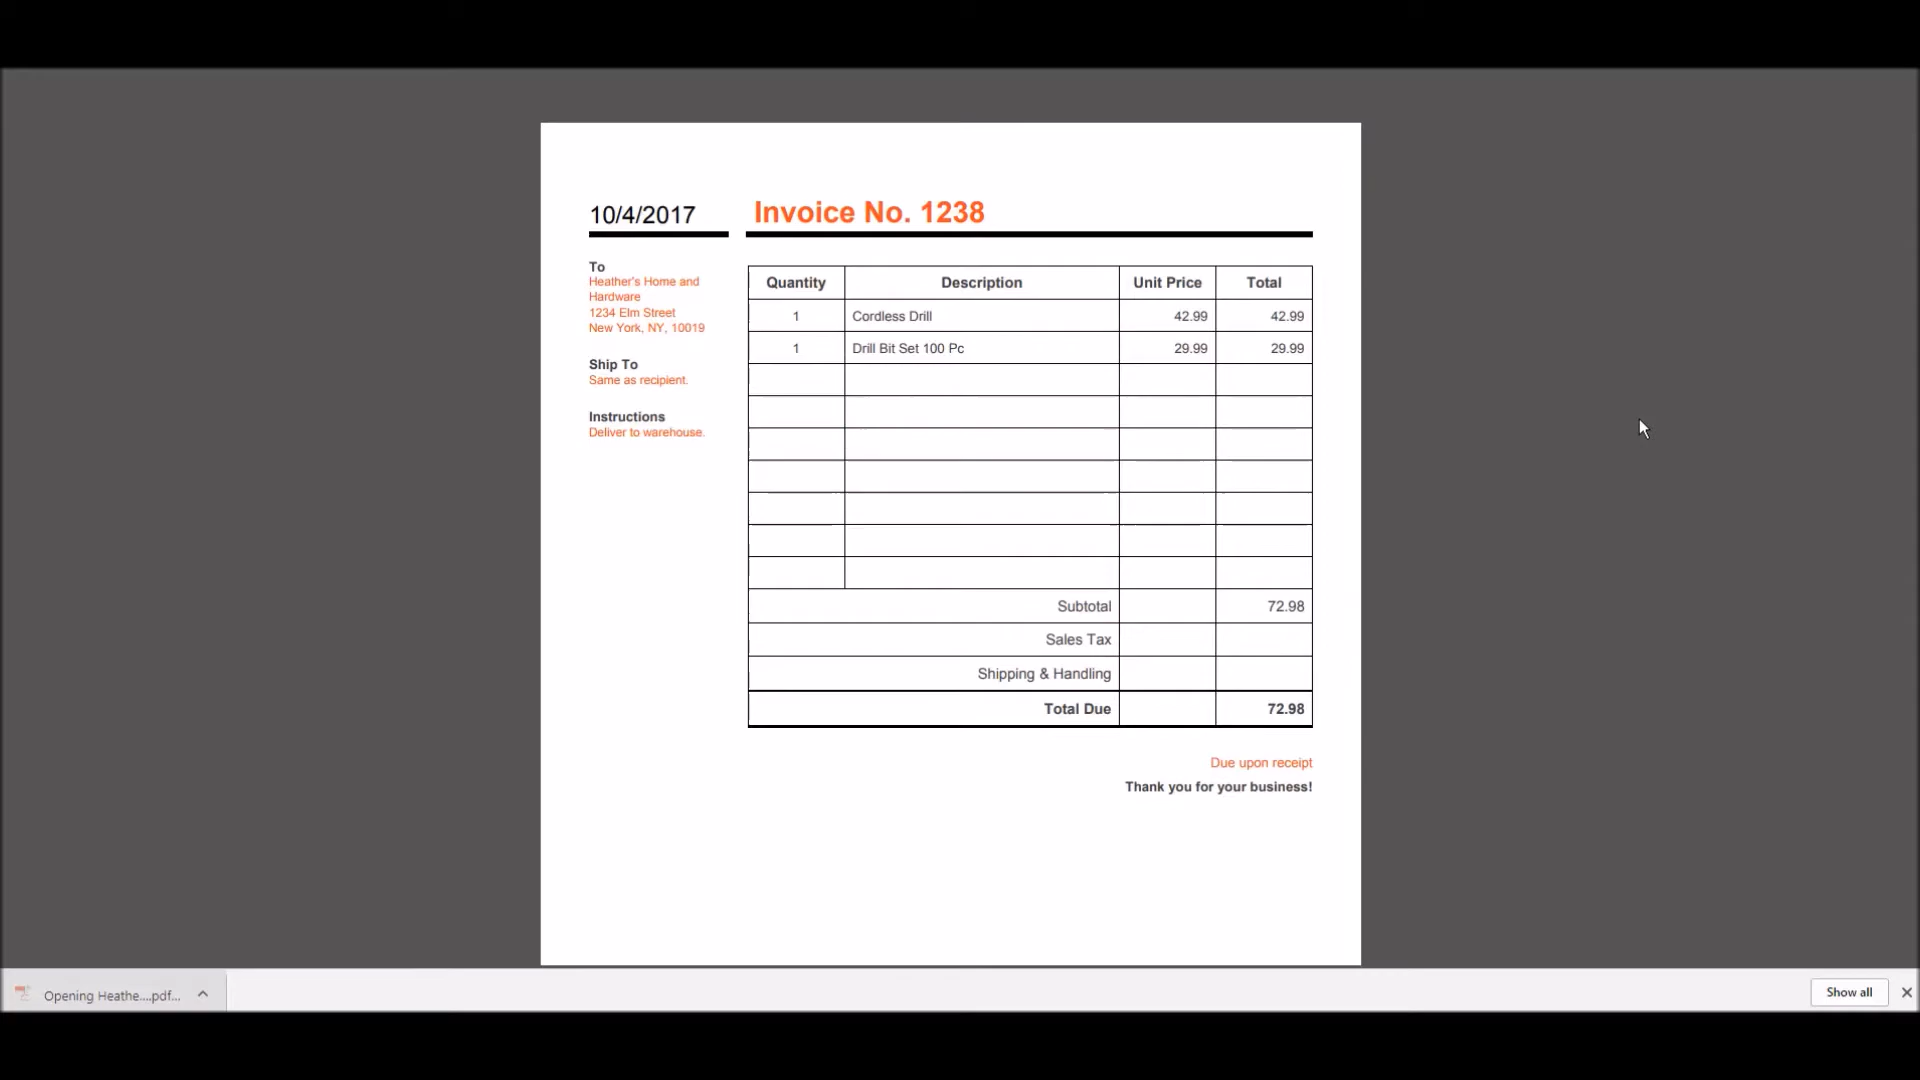 10/4/2017
Invoice No. 1238
To
Heather's Home and
Hardware
1234 Elm Street
New York, NY, 10019
Ship To
Same as recipient.
Instructions
Deliver to warehouse.
Quantity Description Unit Price Total
1 Cordless Drill 42.99 42.99
1 Drill Bit Set 100 Pc 29.99 29.99
Subtotal 72.98
Sales Tax
Shipping & Handling
Total Due 72.98
Due upon receipt
Thank you for your business!
Opening Heathe....pdf... Show all